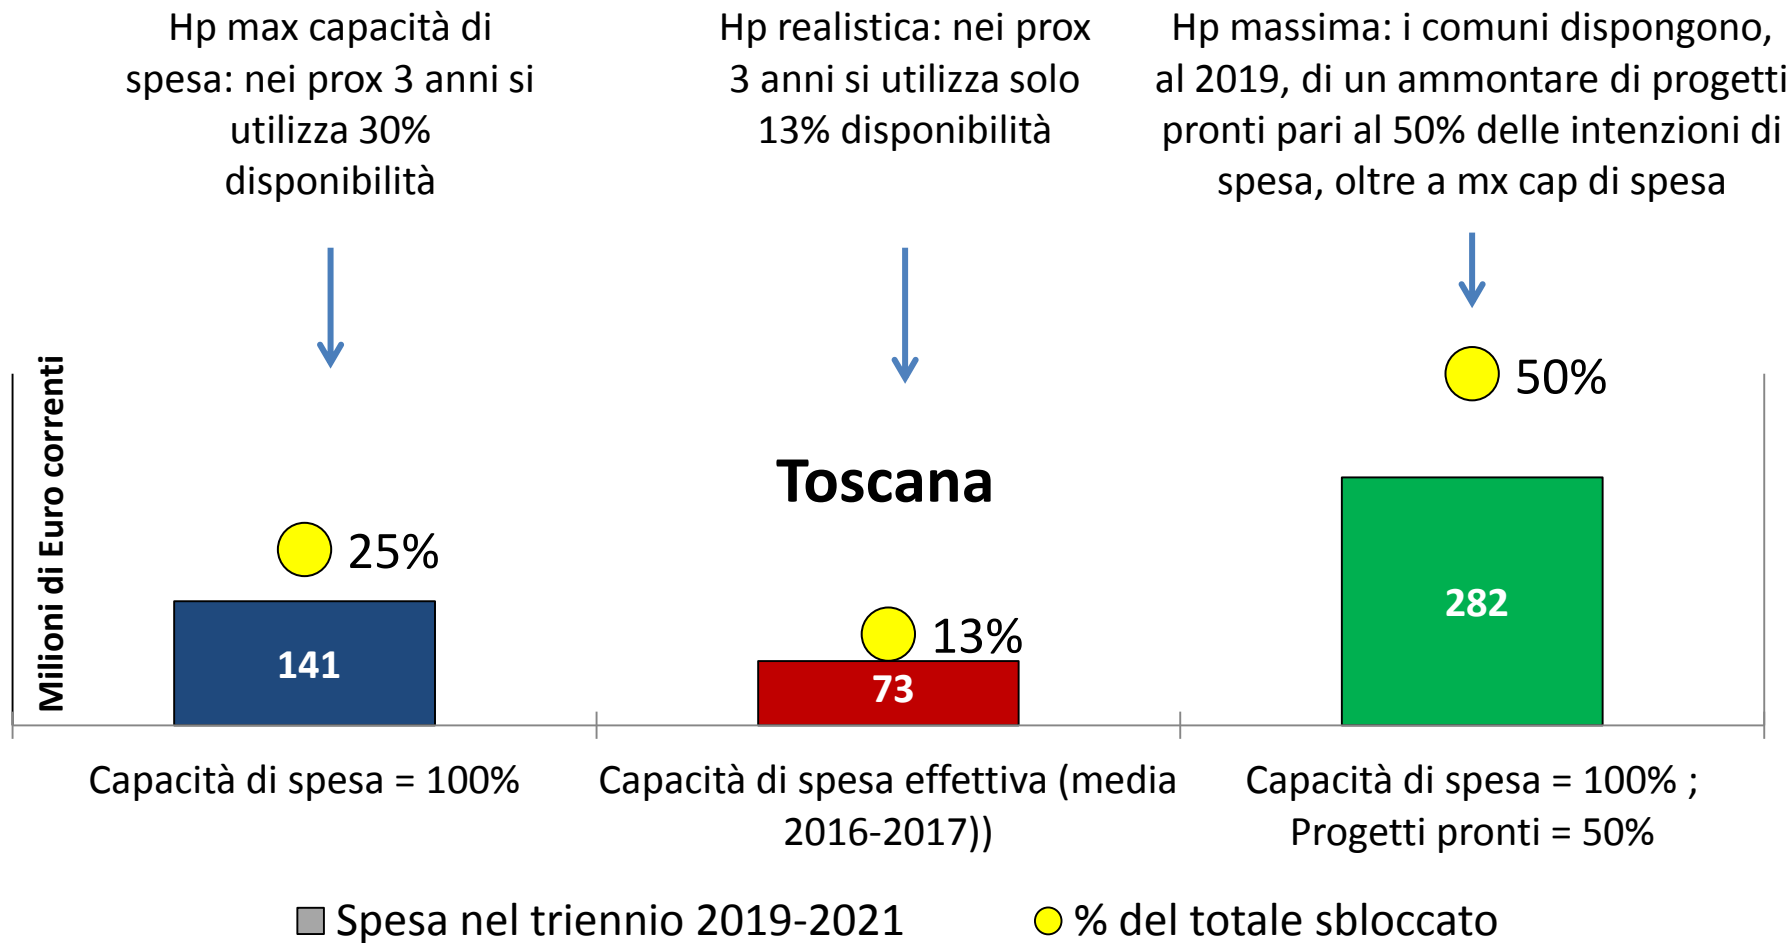 Hp max capacità di
spesa: nei prox 3 anni si
utilizza 30%
disponibilità
Hp realistica: nei prox
3 anni si utilizza solo
13% disponibilità
Hp massima: i comuni dispongono,
al 2019, di un ammontare di progetti
pronti pari al 50% delle intenzioni di
spesa, oltre a mx cap di spesa
Milioni di Euro correnti
Toscana
25%
141
13%
73
50%
282
Capacità di spesa = 100%
Capacità di spesa effettiva (media
2016-2017))
Capacità di spesa = 100% ;
Progetti pronti = 50%
Spesa nel triennio 2019-2021
% del totale sbloccato